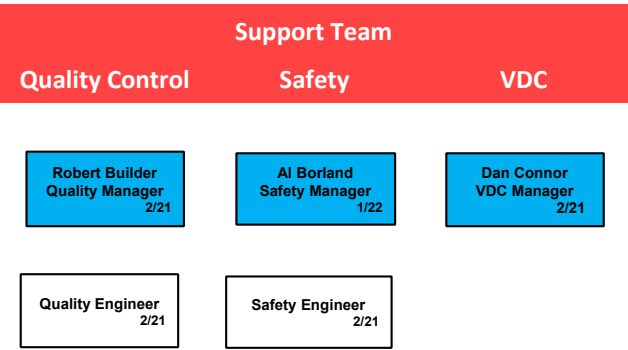 Support Team
Quality Control Safety VDC
Robert Builder
Quality Manager
2/21
Al Borland
Safety Manager
1/22
Dan Connor
VDC Manager
2/21
Quality Engineer
2/21
Safety Engineer
2/21